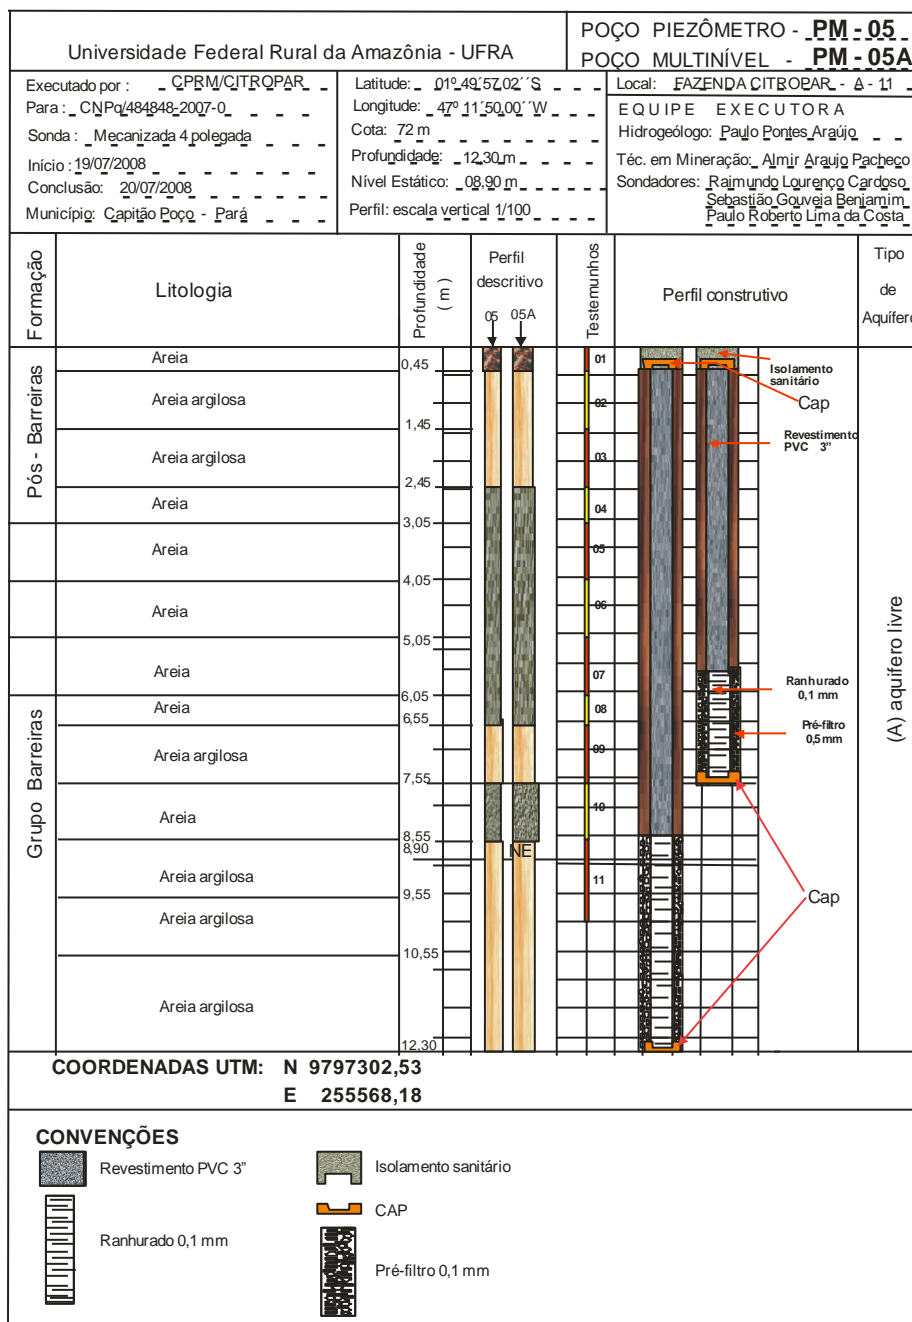 Universidade Federal Rural da Amazônia - UFRA
POÇO PIEZÔMETRO - PM - 05
POÇO MULTINÍVEL - PM - 05A
Executado por : CPRM/CITROPAR
Para : CNPq/484848-2007-0
Sonda : Mecanizada 4 polegada
Início : 19/07/2008
Conclusão: 20/07/2008
Município: Capitão Poço - Pará
Latitude: 01º 49´57,02´´S
Longitude: 47º 11´50,00´´W
Cota: 72 m
Profundidade: 12,30 m
Nível Estático: 08,90 m
Perfil: escala vertical 1/100
Local: FAZENDA CITROPAR - A - 11
EQUIPE EXECUTORA
Hidrogeólogo: Paulo Pontes Araújo
Téc. em Mineração: Almir Araujo Pacheco
Sondadores: Raimundo Lourenço Cardoso
Sebastião Gouveia Benjamim
Paulo Roberto Lima da Costa
Formação
Litologia
Profundidade
( m )
Perfil
descritivo
05 05A
Testemunhos
Perfil construtivo
Tipo
de
Aquífero
Pós - Barreiras
Grupo Barreiras
Areia
0,45
Areia argilosa
1,45
Areia argilosa
2,45
Areia
3,05
Areia
4,05
Areia
5,05
Areia
6,05
Areia
6,55
Areia argilosa
7,55
Areia
8,55
8,90
NE
Areia argilosa
9,55
Areia argilosa
10,55
Areia argilosa
12,30
01
02
03
04
05
06
07
08
09
10
11
Isolamento
sanitário
Cap
Revestimento
PVC 3”
Ranhurado
0,1 mm
Pré-filtro
0,5 mm
Cap
(A) aquifero livre
COORDENADAS UTM: N 9797302,53
E 255568,18
CONVENÇÕES
Revestimento PVC 3”
Isolamento sanitário
CAP
Ranhurado 0,1 mm
Pré-filtro 0,1 mm